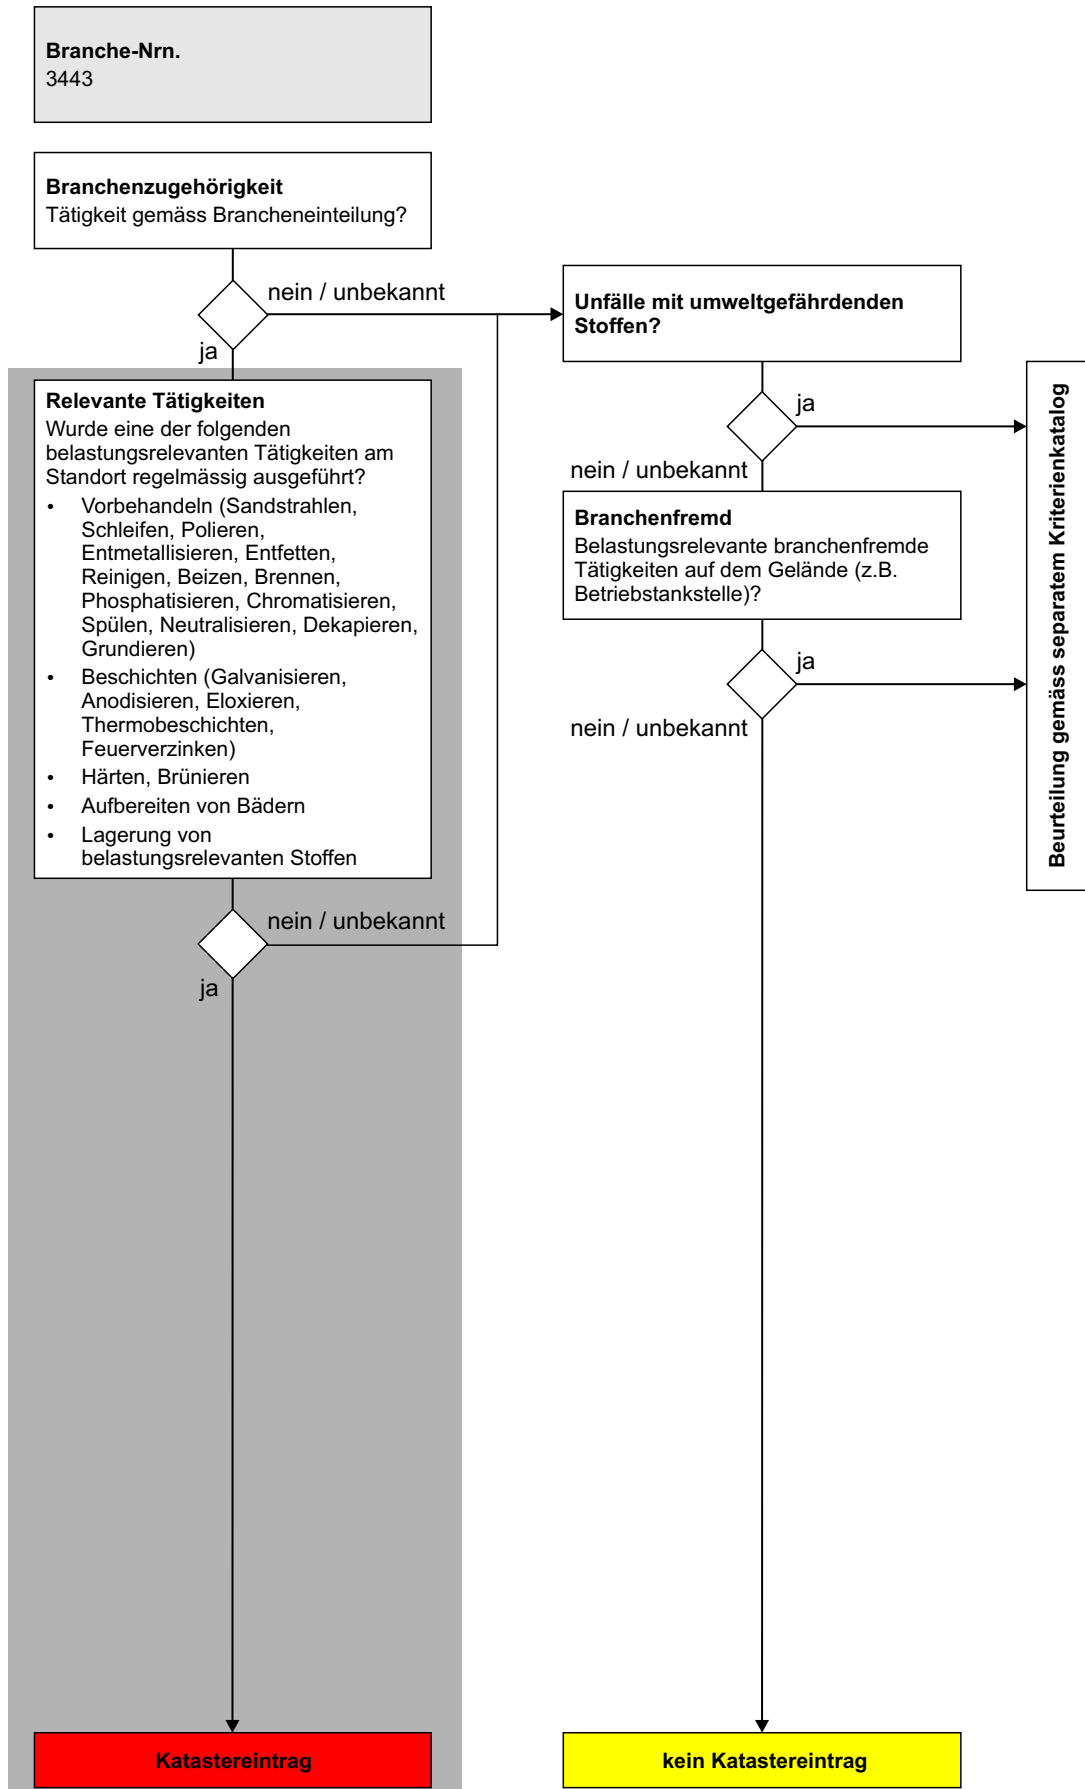 Branche-Nrn.
3443
Branchenzugehörigkeit
Tätigkeit gemäss Brancheneinteilung?
nein / unbekannt
ja
Relevante Tätigkeiten
Wurde eine der folgenden
belastungsrelevanten Tätigkeiten am
Standort regelmässig ausgeführt?
• Vorbehandeln (Sandstrahlen,
Schleifen, Polieren,
Entmetallisieren, Entfetten,
Reinigen, Beizen, Brennen,
Phosphatisieren, Chromatisieren,
Spülen, Neutralisieren, Dekapieren,
Grundieren)
• Beschichten (Galvanisieren,
Anodisieren, Eloxieren,
Thermobeschichten,
Feuerverzinken)
• Härten, Brünieren
• Aufbereiten von Bädern
• Lagerung von
belastungsrelevanten Stoffen
nein / unbekannt
ja
Katastereintrag
Unfälle mit umweltgefährdenden
Stoffen?
ja
nein / unbekannt
Branchenfremd
Belastungsrelevante branchenfremde
Tätigkeiten auf dem Gelände (z.B.
Betriebstankstelle)?
ja
nein / unbekannt
kein Katastereintrag
Beurteilung gemäss separatem Kriterienkatalog